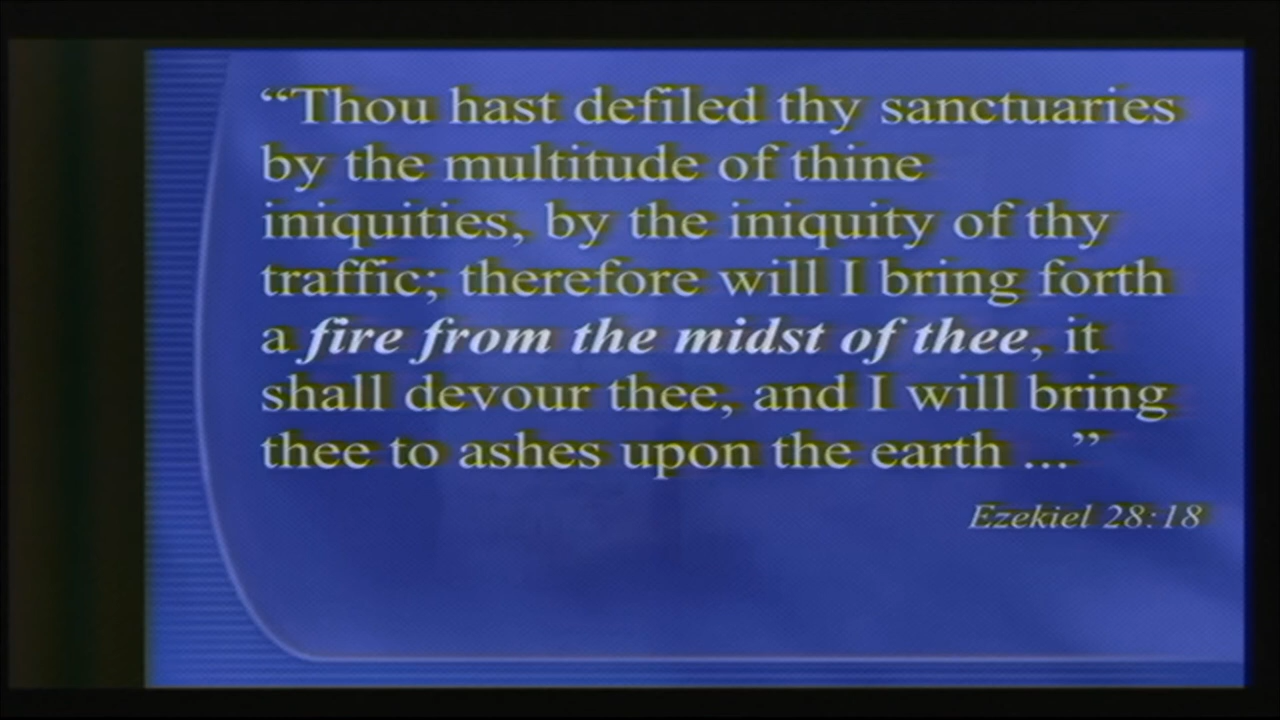 “Thou hast defiled thy sanctuaries
by the multitude of thine
iniquities, by the iniquity of thy
traffic; therefore will I bring forth
a fire from the midst of thee, it
shall devour thee, and I will bring
thee to ashes upon the earth ...”
Ezekiel 28:18